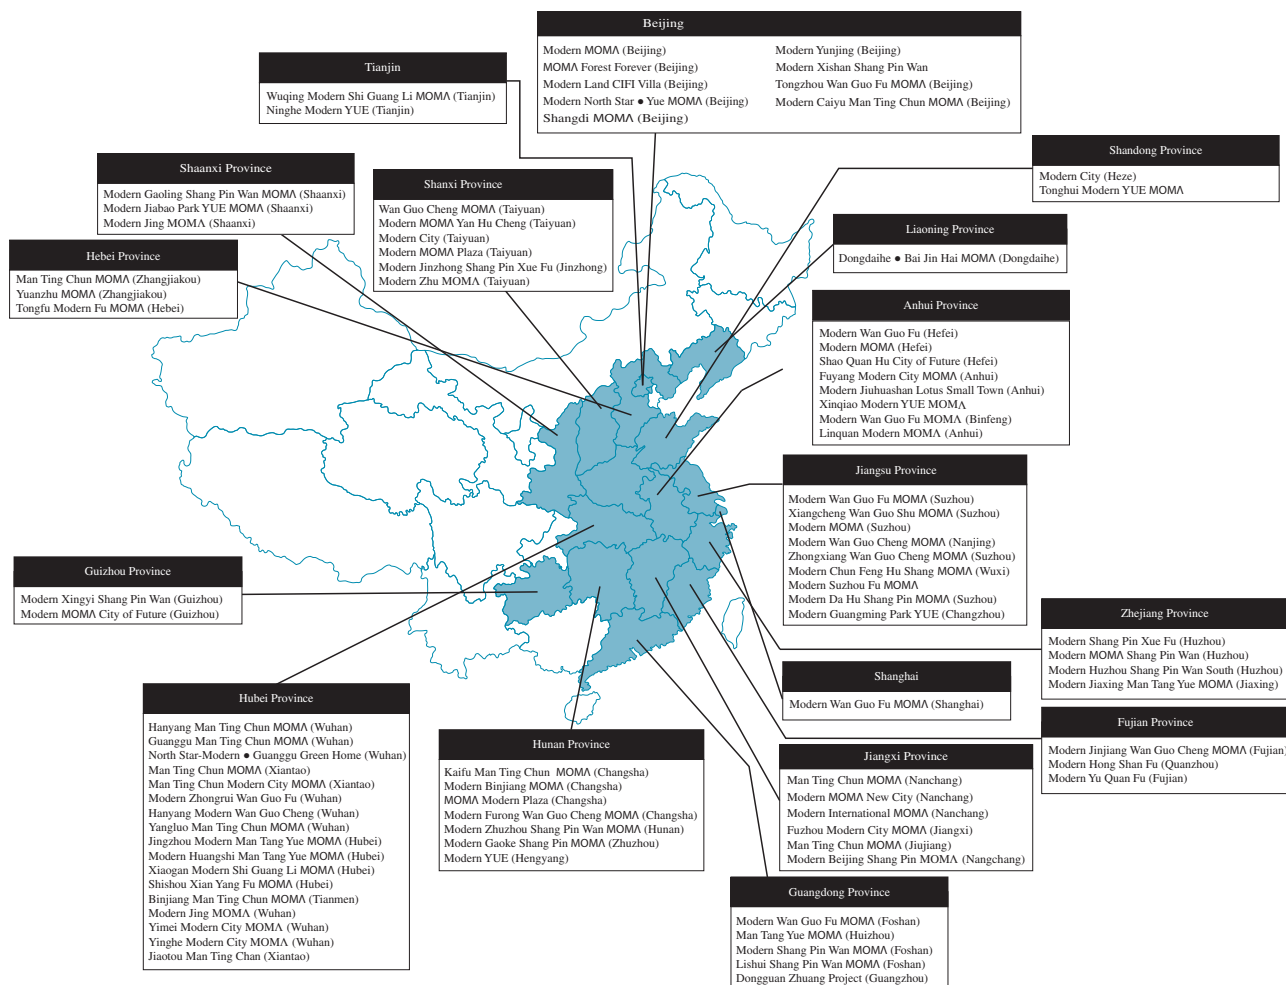 Beijing
Modern MOMΛ (Beijing)
MOMΛ Forest Forever (Beijing)
Modern Land CIFI Villa (Beijing)
Modern North Star ● Yue MOMΛ (Beijing)
Shangdi MOMΛ (Beijing)
Modern Yunjing (Beijing)
Modern Xishan Shang Pin Wan
Tongzhou Wan Guo Fu MOMΛ (Beijing)
Modern Caiyu Man Ting Chun MOMΛ (Beijing)
Tianjin
Wuqing Modern Shi Guang Li MOMΛ (Tianjin)
Ninghe Modern YUE (Tianjin)
Shaanxi Province
Modern Gaoling Shang Pin Wan MOMΛ (Shaanxi)
Modern Jiabao Park YUE MOMΛ (Shaanxi)
Modern Jing MOMΛ (Shaanxi)
Shanxi Province
Wan Guo Cheng MOMΛ (Taiyuan)
Modern MOMΛ Yan Hu Cheng (Taiyuan)
Modern City (Taiyuan)
Modern MOMΛ Plaza (Taiyuan)
Modern Jinzhong Shang Pin Xue Fu (Jinzhong)
Modern Zhu MOMΛ (Taiyuan)
Shandong Province
Modern City (Heze)
Tonghui Modern YUE MOMΛ
Hebei Province
Man Ting Chun MOMΛ (Zhangjiakou)
Yuanzhu MOMΛ (Zhangjiakou)
Tongfu Modern Fu MOMΛ (Hebei)
Liaoning Province
Dongdaihe ● Bai Jin Hai MOMΛ (Dongdaihe)
Anhui Province
Modern Wan Guo Fu (Hefei)
Modern MOMΛ (Hefei)
Shao Quan Hu City of Future (Hefei)
Fuyang Modern City MOMΛ (Anhui)
Modern Jiuhuashan Lotus Small Town (Anhui)
Xinqiao Modern YUE MOMΛ
Modern Wan Guo Fu MOMΛ (Binfeng)
Linquan Modern MOMΛ (Anhui)
Jiangsu Province
Modern Wan Guo Fu MOMΛ (Suzhou)
Xiangcheng Wan Guo Shu MOMΛ (Suzhou)
Modern MOMΛ (Suzhou)
Modern Wan Guo Cheng MOMΛ (Nanjing)
Zhongxiang Wan Guo Cheng MOMΛ (Suzhou)
Modern Chun Feng Hu Shang MOMΛ (Wuxi)
Modern Suzhou Fu MOMΛ
Modern Da Hu Shang Pin MOMΛ (Suzhou)
Modern Guangming Park YUE (Changzhou)
Guizhou Province
Modern Xingyi Shang Pin Wan (Guizhou)
Modern MOMΛ City of Future (Guizhou)
Zhejiang Province
Modern Shang Pin Xue Fu (Huzhou)
Modern MOMΛ Shang Pin Wan (Huzhou)
Modern Huzhou Shang Pin Wan South (Huzhou)
Modern Jiaxing Man Tang Yue MOMΛ (Jiaxing)
Shanghai
Modern Wan Guo Fu MOMΛ (Shanghai)
Hubei Province
Hanyang Man Ting Chun MOMΛ (Wuhan)
Guanggu Man Ting Chun MOMΛ (Wuhan)
North Star-Modern ● Guanggu Green Home (Wuhan)
Man Ting Chun MOMΛ (Xiantao)
Man Ting Chun Modern City MOMΛ (Xiantao)
Modern Zhongrui Wan Guo Fu (Wuhan)
Hanyang Modern Wan Guo Cheng (Wuhan)
Yangluo Man Ting Chun MOMΛ (Wuhan)
Jingzhou Modern Man Tang Yue MOMΛ (Hubei)
Modern Huangshi Man Tang Yue MOMΛ (Hubei)
Xiaogan Modern Shi Guang Li MOMΛ (Hubei)
Shishou Xian Yang Fu MOMΛ (Hubei)
Binjiang Man Ting Chun MOMΛ (Tianmen)
Modern Jing MOMΛ (Wuhan)
Yimei Modern City MOMΛ (Wuhan)
Yinghe Modern City MOMΛ (Wuhan)
Jiaotou Man Ting Chan (Xiantao)
Fujian Province
Modern Jinjiang Wan Guo Cheng MOMΛ (Fujian)
Modern Hong Shan Fu (Quanzhou)
Modern Yu Quan Fu (Fujian)
Hunan Province
Kaifu Man Ting Chun MOMΛ (Changsha)
Modern Binjiang MOMΛ (Changsha)
MOMΛ Modern Plaza (Changsha)
Modern Furong Wan Guo Cheng MOMΛ (Changsha)
Modern Zhuzhou Shang Pin Wan MOMΛ (Hunan)
Modern Gaoke Shang Pin MOMΛ (Zhuzhou)
Modern YUE (Hengyang)
Jiangxi Province
Man Ting Chun MOMΛ (Nanchang)
Modern MOMΛ New City (Nanchang)
Modern International MOMΛ (Nanchang)
Fuzhou Modern City MOMΛ (Jiangxi)
Man Ting Chun MOMΛ (Jiujiang)
Modern Beijing Shang Pin MOMΛ (Nangchang)
Guangdong Province
Modern Wan Guo Fu MOMΛ (Foshan)
Man Tang Yue MOMΛ (Huizhou)
Modern Shang Pin Wan MOMΛ (Foshan)
Lishui Shang Pin Wan MOMΛ (Foshan)
Dongguan Zhuang Project (Guangzhou)